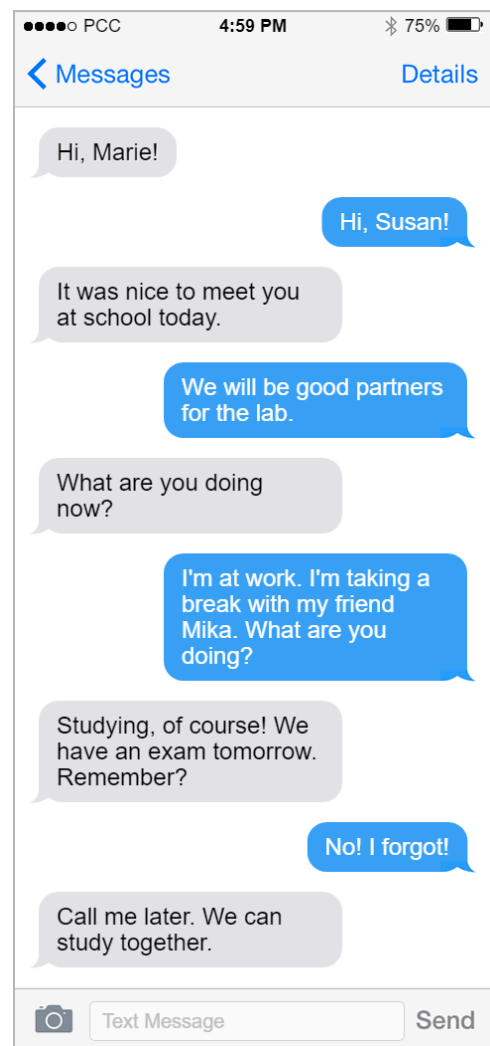 PCC 4:59 PM 75%
Messages Details
Hi, Marie!
Hi, Susan!
It was nice to meet you
at school today.
We will be good partners
for the lab.
What are you doing
now?
I'm at work. I'm taking a
break with my friend
Mika. What are you
doing?
Studying, of course! We
have an exam tomorrow.
Remember?
No! I forgot!
Call me later. We can
study together.
Text Message Send